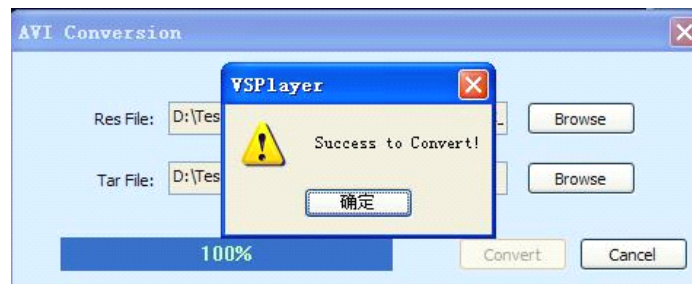 AVI Conversion
VSPlayer
Res File: D:\Tes
Browse
Success to Convert!
Tar File: D:\Tes
Browse
确定
100%
Convert
Cancel